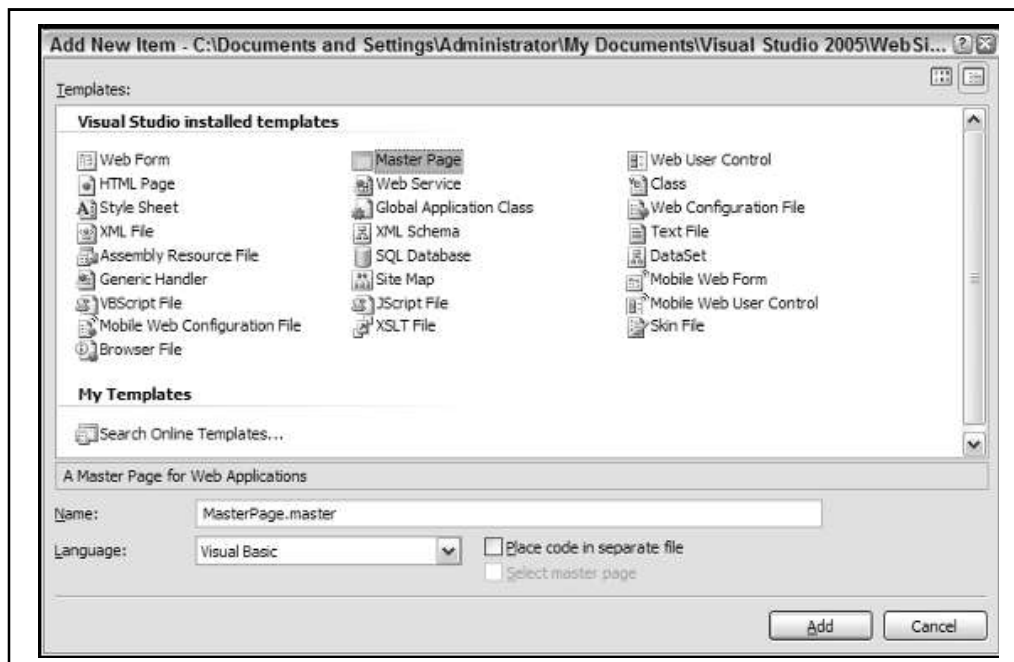 Add New Item - C:\Documents and Settings\Administrator\My Documents\Visual Studio 2005\WebSi...
Templates:
Visual Studio installed templates
Web Form
Master Page
Web User Control
HTML Page
Web Service
Class
Style Sheet
Global Application Class
Web Configuration File
XML File
XML Schema
Text File
Assembly Resource File
SQL Database
DataSet
Generic Handler
Site Map
Mobile Web Form
VBScript File
JScript File
Mobile Web User Control
Mobile Web Configuration File
XSLT File
Skin File
Browser File
My Templates
Search Online Templates...
A Master Page for Web Applications
Name:
MasterPage.master
Language:
Visual Basic
Place code in separate file
Select master page
Add
Cancel